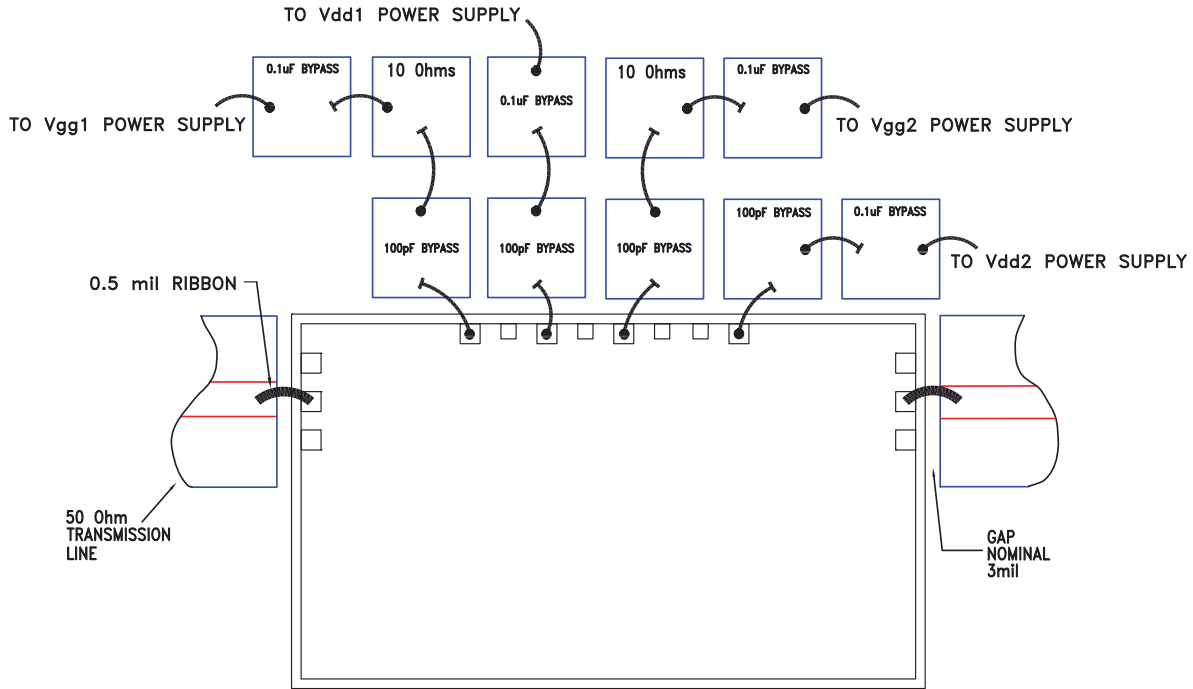 TO Vdd1 POWER SUPPLY
0.1uF BYPASS
10 Ohms
0.1uF BYPASS
10 Ohms
0.1uF BYPASS
TO Vgg1 POWER SUPPLY
TO Vgg2 POWER SUPPLY
100pF BYPASS
100pF BYPASS
100pF BYPASS
100pF BYPASS
0.1uF BYPASS
TO Vdd2 POWER SUPPLY
0.5 mil RIBBON
50 Ohm
TRANSMISSION
LINE
GAP
NOMINAL
3mil